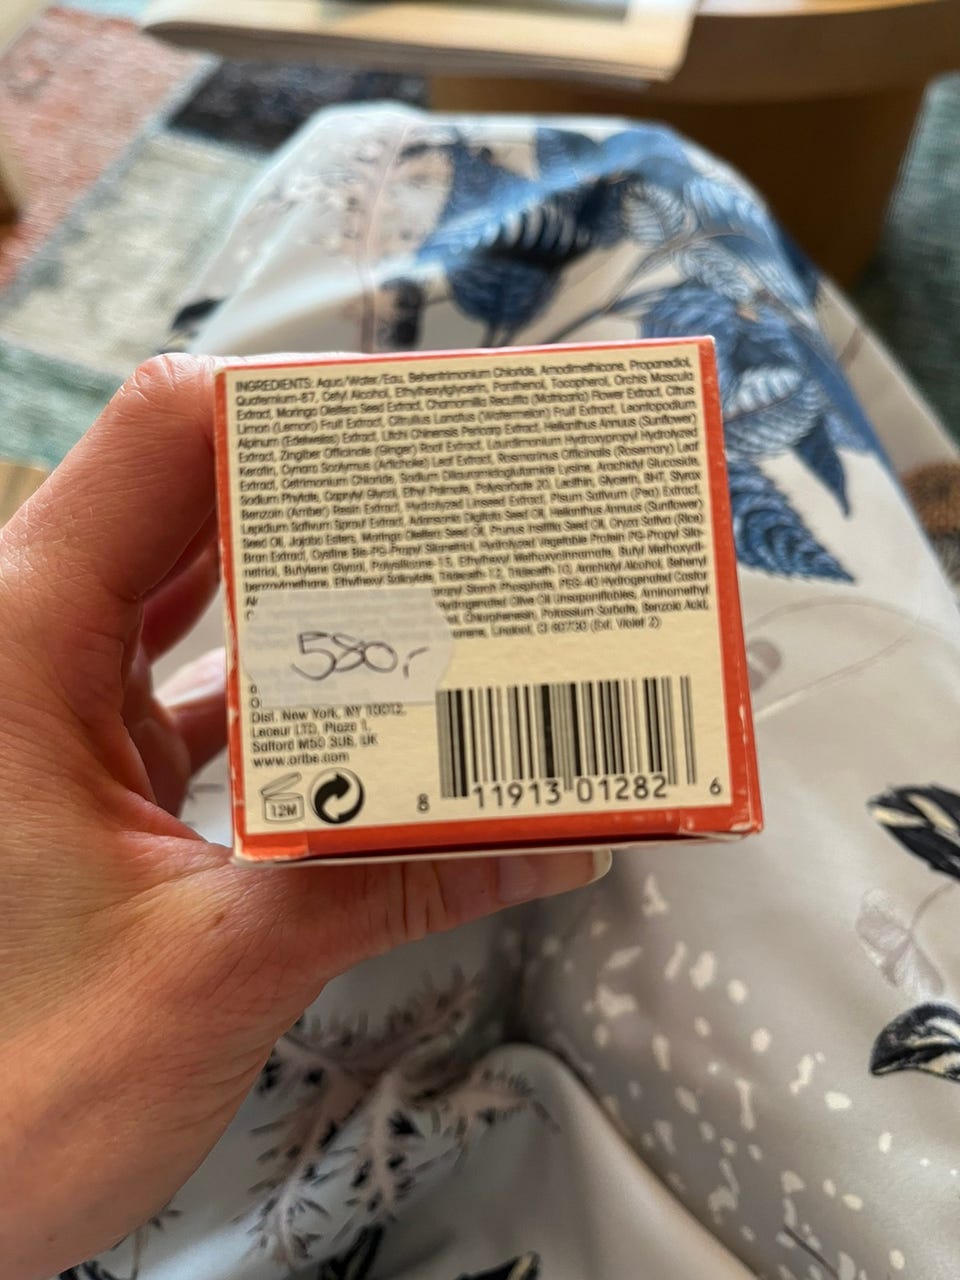 INGREDIENTS: Aqua/Water/Eau, Behentrimonium Chloride, Amodimethicone, Propanediol,
Quaternium-87, Cetyl Alcohol, Ethylhexylglycerin, Panthenol, Tocopherol, Orchis Mascula
Extract, Moringa Oleifera Seed Extract, Chamomilla Recutita (Matricaria) Flower Extract, Citrus
Limon (Lemon) Fruit Extract, Citrullus Lanatus (Watermelon) Fruit Extract, Leontopodium
Alpinum (Edelweiss) Extract, Litchi Chinensis Pericarp Extract, Helianthus Annuus (Sunflower)
Extract, Zingiber Officinale (Ginger) Root Extract, Laurdimonium Hydroxypropyl Hydrolyzed
Keratin, Cynara Scolymus (Artichoke) Leaf Extract, Rosmarinus Officinalis (Rosemary) Leaf
Extract, Cetrimonium Chloride, Sodium Dilauramidoglutamide Lysine, Arachidyl Glucoside,
Sodium Phytate, Caprylyl Glycol, Ethyl Palmate, Polysorbate 20, Lecithin, Glycerin, BHT, Styrax
Benzoin (Amber) Resin Extract, Hydrolyzed Linseed Extract, Pisum Sativum (Pea) Extract,
Lepidium Sativum Sprout Extract, Adansonia Digitata Seed Oil, Helianthus Annuus (Sunflower)
Seed Oil, Jojoba Esters, Moringa Oleifera Seed Oil, Prunus Insititia Seed Oil, Oryza Sativa (Rice)
Bran Extract, Cystine Bis-PG-Propyl Silanetriol, Hydrolyzed Vegetable Protein PG-Propyl Sila-
netriol, Butylene Glycol, Polysilicone-15, Ethylhexyl Methoxycinnamate, Butyl Methoxydi-
benzoylmethane, Ethylhexyl Salicylate, Trideceth-12, Trideceth-10, Arachidyl Alcohol, Behenyl
Starch Phosphate, PEG-40 Hydrogenated Castor
Hydrogenated Olive Oil Unsaponifiables, Aminomethyl
Chlorphenesin, Potassium Sorbate, Benzoic Acid,
Linalool, CI 60730 (Ext. Violet 2)
580,-
Dist. New York, NY 10012.
LTD, Plaza 1,
Salford M50 3UB, UK
www.oribe.com
12M
8 11913 01282 6